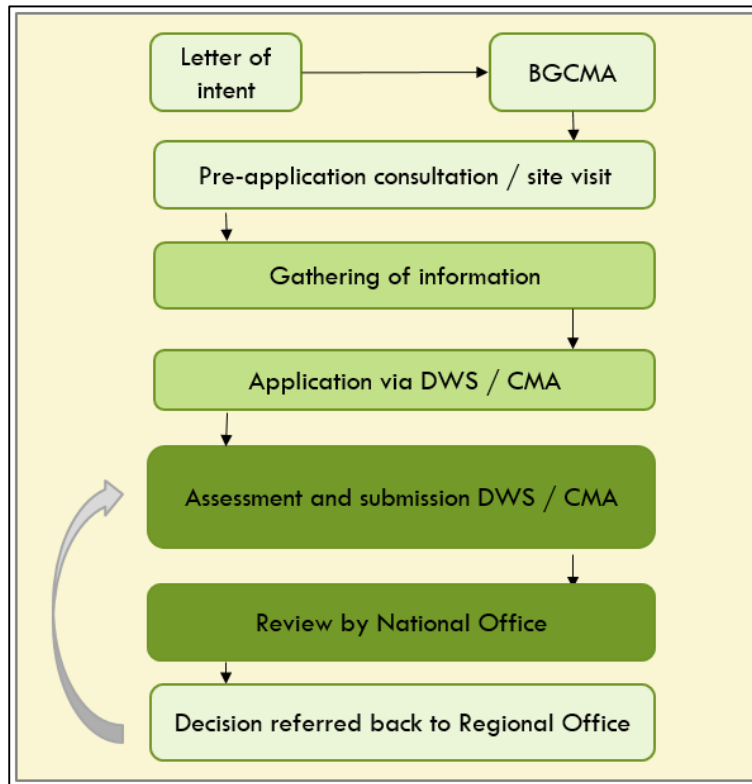 Letter of
intent
BGCMA
Pre-application consultation / site visit
Gathering of information
Application via DWS / CMA
Assessment and submission DWS / CMA
Review by National Office
Decision referred back to Regional Office